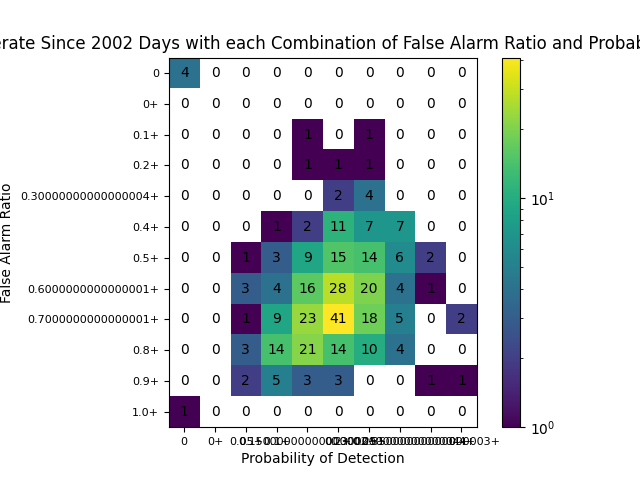 erate Since 2002 Days with each Combination of False Alarm Ratio and Probab
0 4 0 0 0 0 0 0 0 0 0
0+ 0 0 0 0 0 0 0 0 0 0
0.1+ 0 0 0 0 1 0 1 0 0 0
0.2+ 0 0 0 0 1 1 1 0 0 0
0.30000000000000004+ 0 0 0 0 0 2 4 0 0 0
0.4+ 0 0 0 1 2 11 7 7 0 0
0.5+ 0 0 1 3 9 15 14 6 2 0
0.6000000000000001+ 0 0 3 4 16 28 20 4 1 0
0.7000000000000001+ 0 0 1 9 23 41 18 5 0 2
0.8+ 0 0 3 14 21 14 10 4 0 0
0.9+ 0 0 2 5 3 3 0 0 1 1
1.0+ 1 0 0 0 0 0 0 0 0 0
0 0+
Probability of Detection
False Alarm Ratio
10¹
10⁰